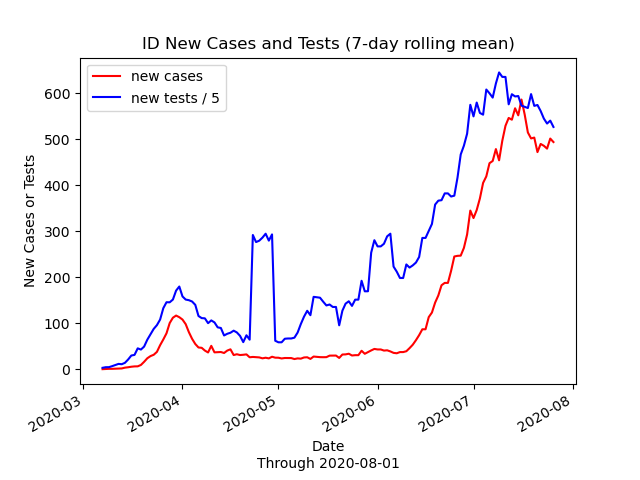 ID New Cases and Tests (7-day rolling mean)
new cases
new tests / 5
New Cases or Tests
600
500
400
300
200
100
0
2020-03
2020-04
2020-05
2020-06
2020-07
2020-08
Date
Through 2020-08-01